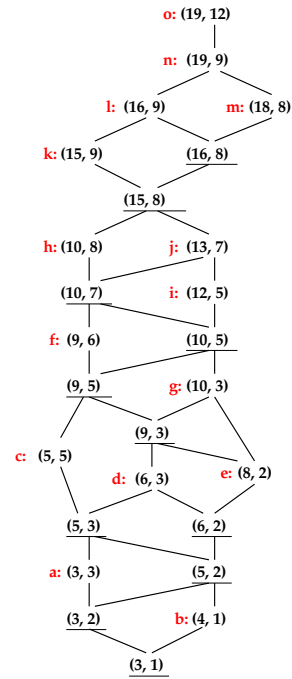 o: (19, 12)
n: (19, 9)
l: (16, 9) m: (18, 8)
k: (15, 9) (16, 8)
(15, 8)
h: (10, 8) j: (13, 7)
(10, 7) i: (12, 5)
f: (9, 6) (10, 5)
(9, 5) g: (10, 3)
(9, 3)
c: (5, 5) d: (6, 3) e: (8, 2)
(5, 3) (6, 2)
a: (3, 3) (5, 2)
(3, 2) b: (4, 1)
(3, 1)